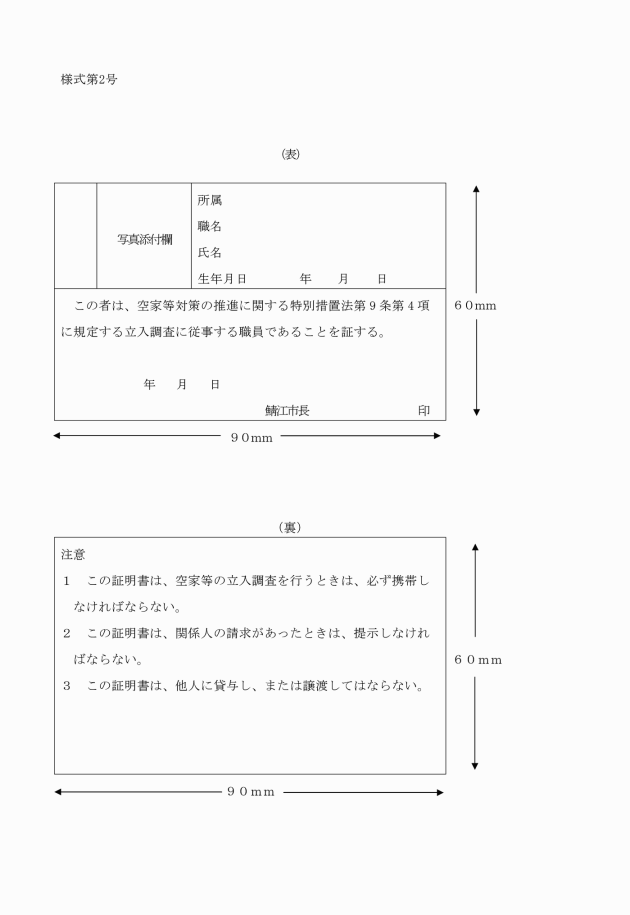 様式第2号
（表）
所属
職名
写真添付欄
氏名
生年月日　　　　年　　月　　日
　この者は、空家等対策の推進に関する特別措置法第９条第４項
に規定する立入調査に従事する職員であることを証する。
６０mm
年　　月　　日
鯖江市長　　　　　　　　印
９０mm
（裏）
注意
１　この証明書は、空家等の立入調査を行うときは、必ず携帯し
なければならない。
２　この証明書は、関係人の請求があったときは、提示しなけれ
ばならない。
６０mm
３　この証明書は、他人に貸与し、または譲渡してはならない。
９０mm